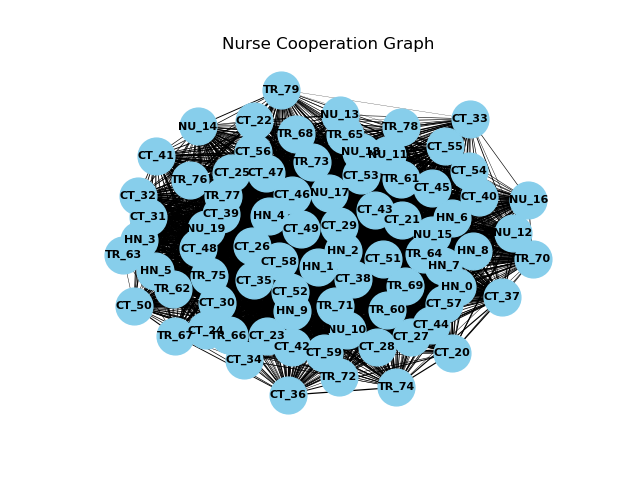 Nurse Cooperation Graph
TR_79
NU_13
CT_33
CT_22
NU_14
TR_78
TR_68
TR_65
CT_55
CT_56
NU_11
CT_41
TR_73
CT_54
CT_25
CT_47
CT_53
TR_76
TR_61
CT_45
NU_17
CT_46
TR_77
CT_32
CT_40
NU_16
CT_43
CT_39
CT_31
HN_4
CT_21
HN_6
CT_29
CT_49
NU_19
NU_12
NU_15
HN_3
CT_26
CT_48
HN_2
HN_8
TR_64
TR_63
CT_51
TR_70
CT_58
HN_1
HN_7
HN_5
TR_75
CT_35
CT_38
TR_69
HN_0
TR_62
CT_52
CT_37
CT_30
CT_57
CT_50
TR_71
HN_9
TR_60
CT_44
NU_10
CT_24
TR_67
TR_66
CT_23
CT_27
CT_42
CT_28
CT_59
CT_20
CT_34
TR_72
TR_74
CT_36